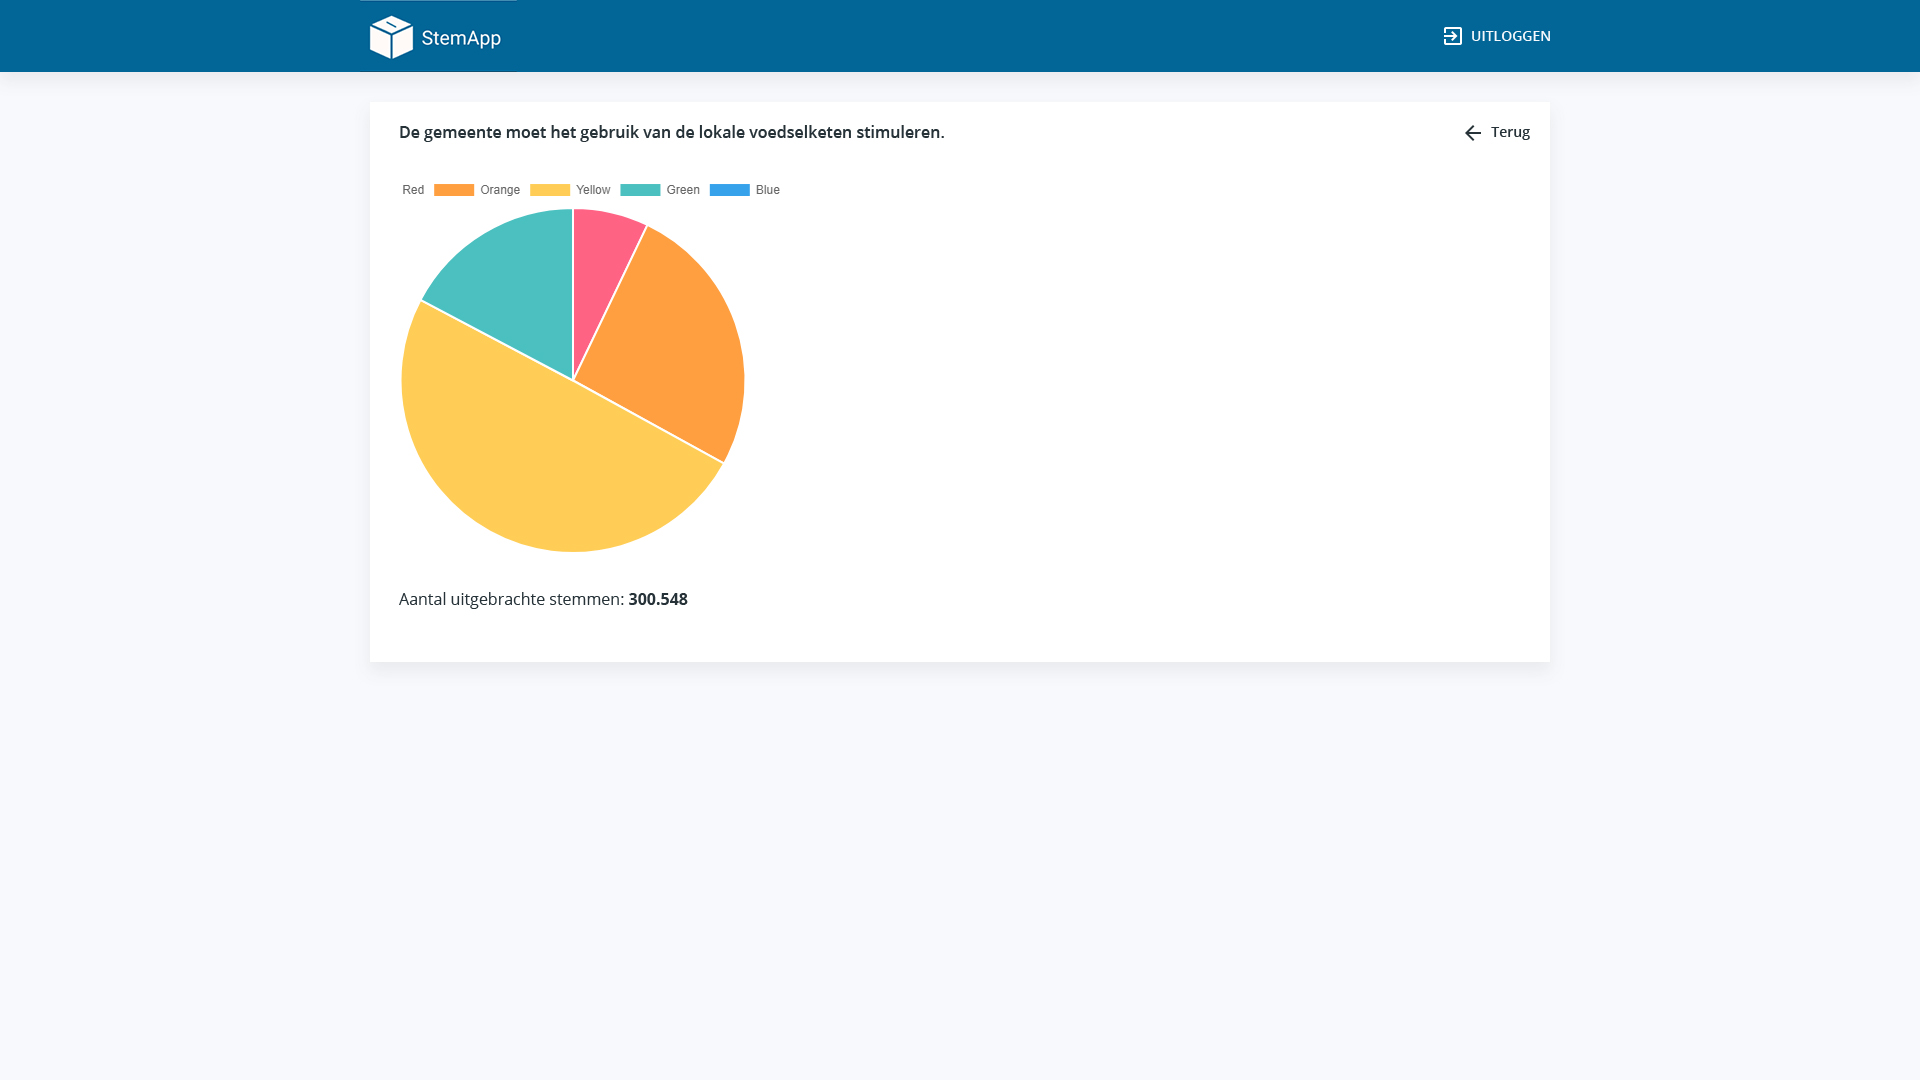 StemApp
UITLOGGEN
De gemeente moet het gebruik van de lokale voedselketen stimuleren.
Terug
Red Orange Yellow Green Blue
Aantal uitgebrachte stemmen: 300.548